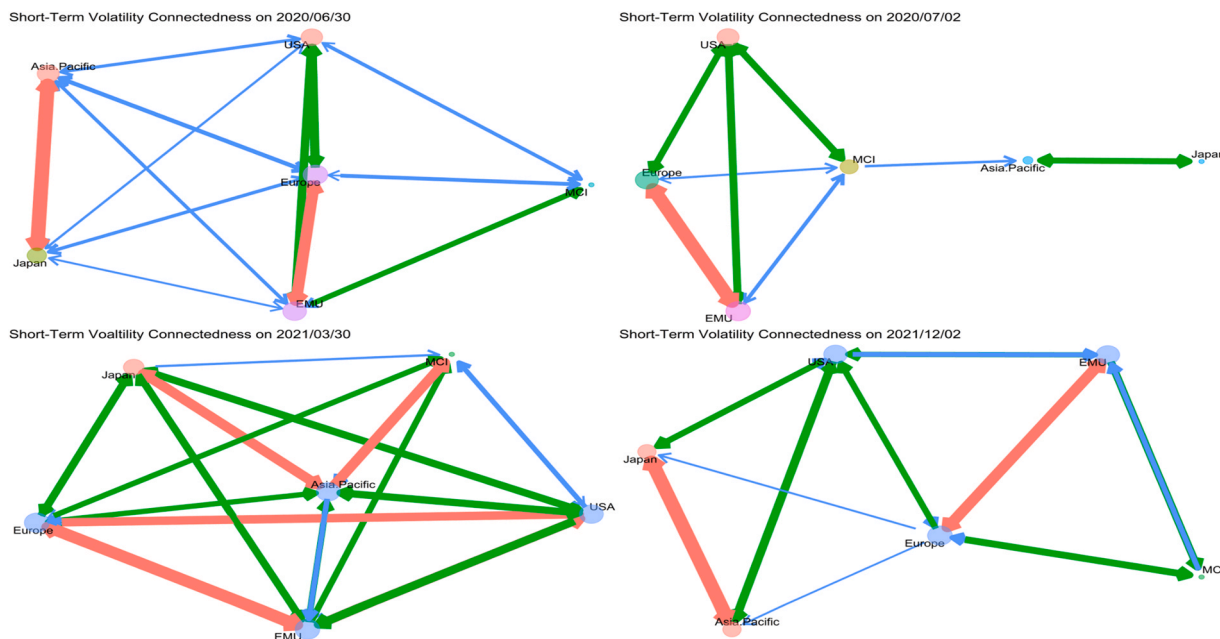 Short-Term Volatility Connectedness on 2020/06/30
USA
Asia.Pacific
Europe
MCI
Japan
EMU
Short-Term Volatility Connectedness on 2020/07/02
USA
Japan
MCI
Asia.Pacific
Europe
EMU
Short-Term Voaltility Connectedness on 2021/03/30
MCI
Japan
Asia.Pacific
USA
Europe
EMU
Short-Term Volatility Connectedness on 2021/12/02
USA
EMU
Japan
Europe
MC
Asia.Pacific